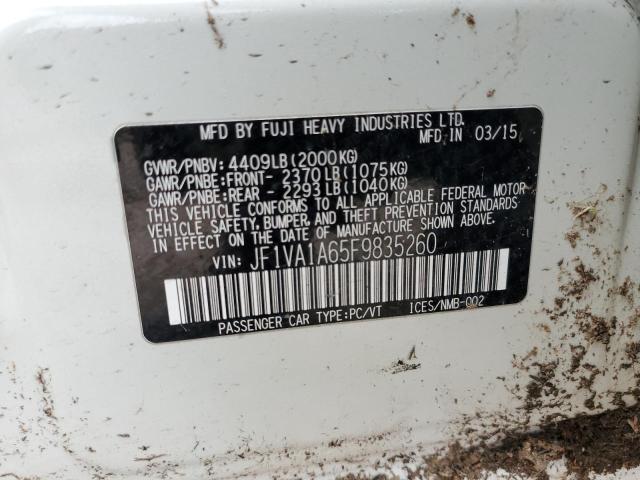 MFD BY FUJI HEAVY INDUSTRIES LTD.
MFD IN 03/15
GVWR/PNBV: 4409LB(2000KG)
GAWR/PNBE:FRONT- 2370LB(1075KG)
GAWR/PNBE:REAR - 2293LB(1040KG)
THIS VEHICLE CONFORMS TO ALL APPLICABLE FEDERAL MOTOR
VEHICLE SAFETY, BUMPER, AND THEFT PREVENTION STANDARDS
IN EFFECT ON THE DATE OF MANUFACTURE SHOWN ABOVE.
VIN: JF1VA1A65F9835260
PASSENGER CAR TYPE:PC/VT ICES/NMB-002